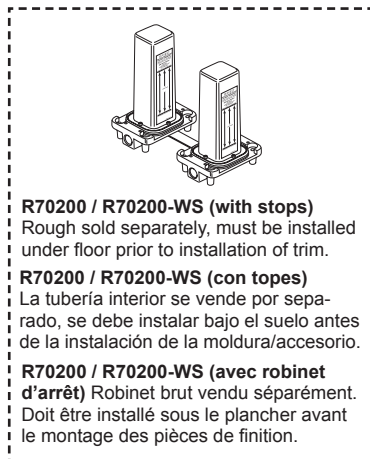 R70200 / R70200-WS (with stops)
Rough sold separately, must be installed
under floor prior to installation of trim.
R70200 / R70200-WS (con topes)
La tubería interior se vende por sepa-
rado, se debe instalar bajo el suelo antes
de la instalación de la moldura/accesorio.
R70200 / R70200-WS (avec robinet
d’arrêt) Robinet brut vendu séparément.
Doit être installé sous le plancher avant
le montage des pièces de finition.